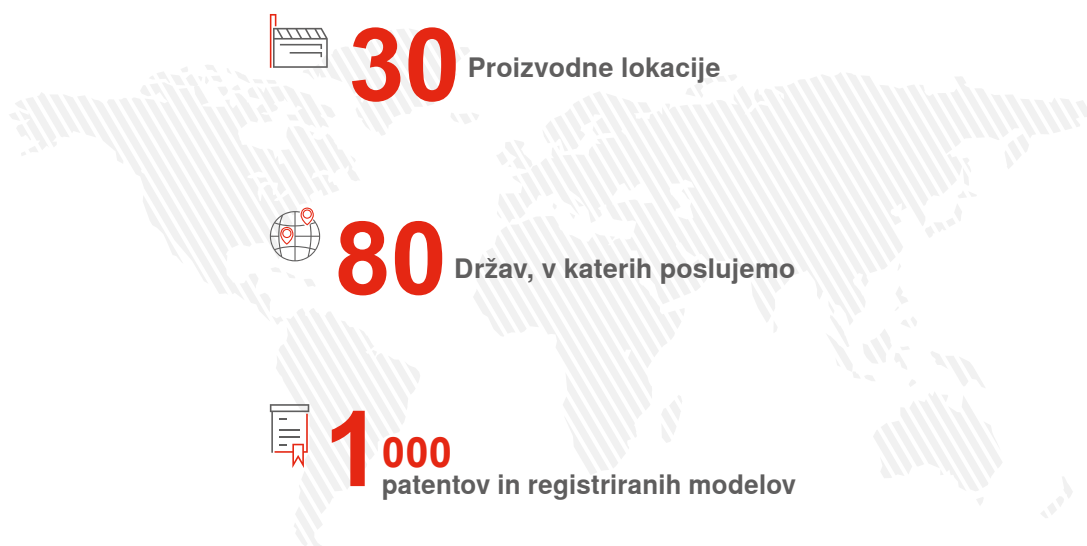 30 Proizvodne lokacije
80 Držav, v katerih poslujemo
1 000
patentov in registriranih modelov